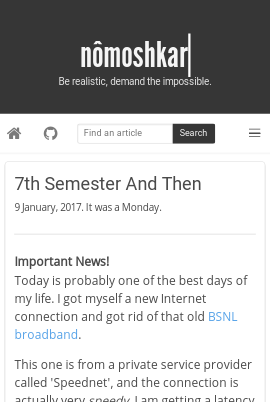 nômoshkar
Be realistic, demand the impossible.
Find an article
Search
7th Semester And Then
9 January, 2017. It was a Monday.
Important News!
Today is probably one of the best days of
my life. I got myself a new Internet
connection and got rid of that old BSNL
broadband.
This one is from a private service provider
called 'Speednet', and the connection is
actually very speedy. I am getting a latency